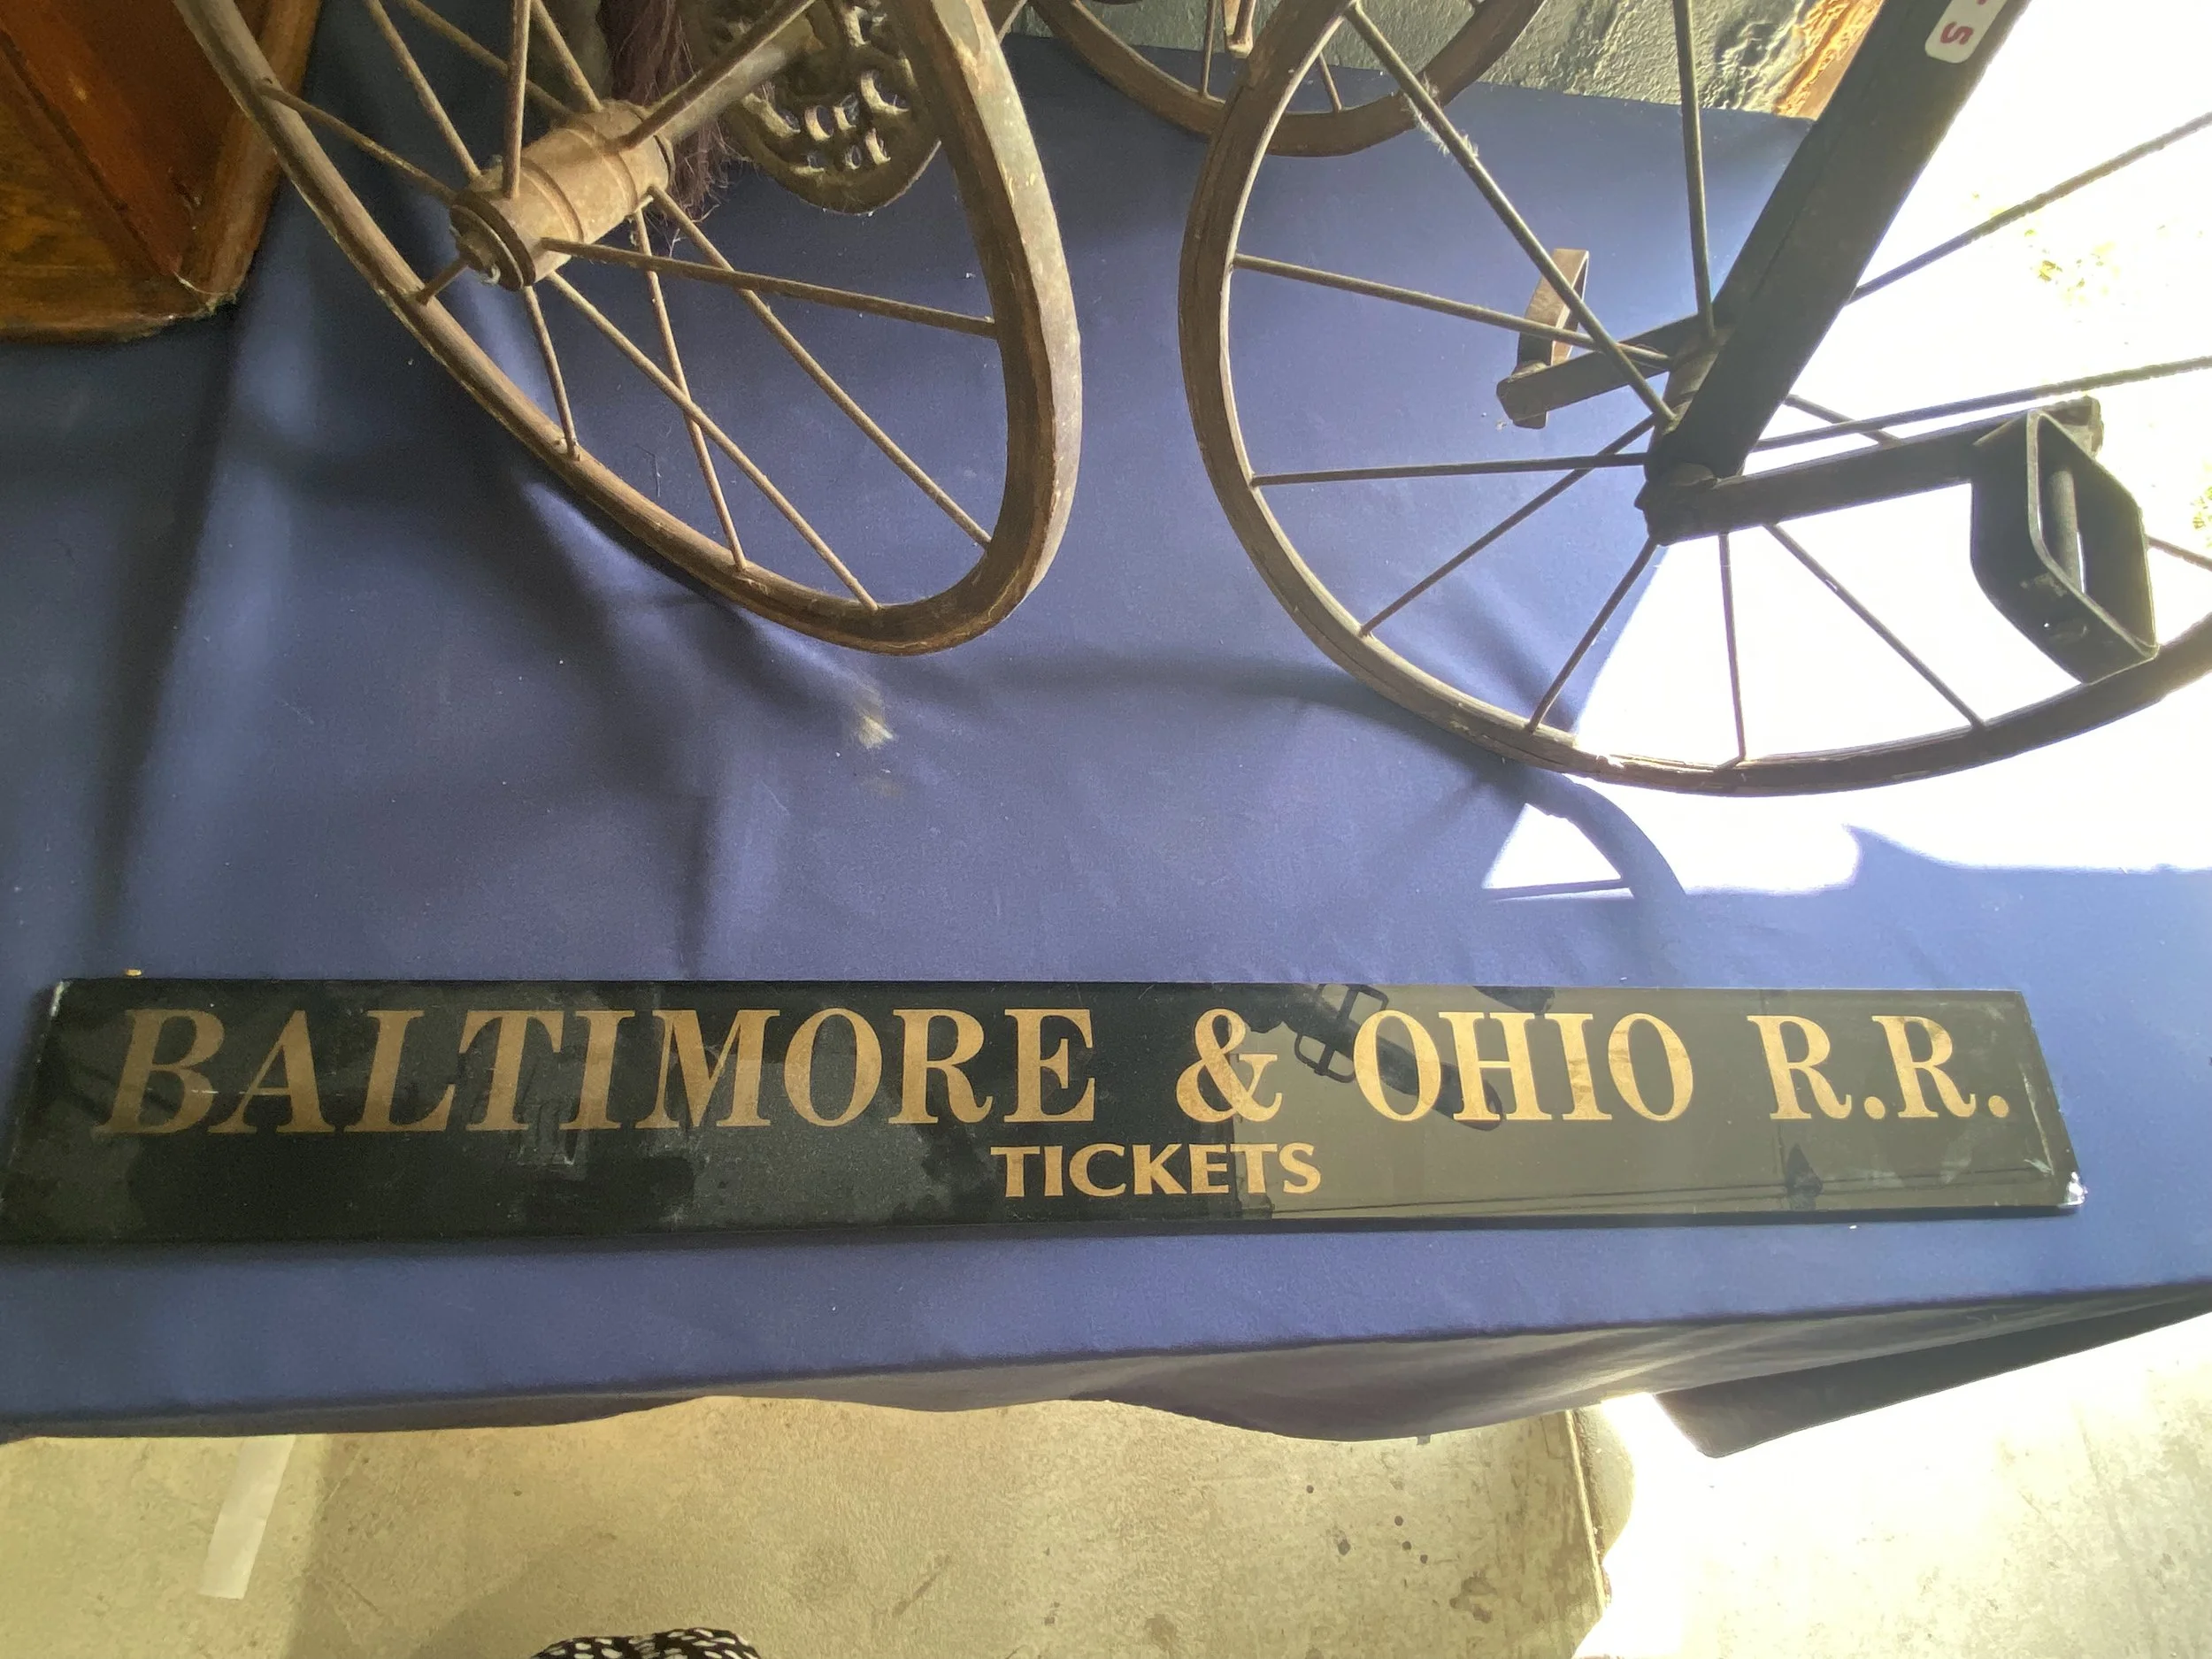 BALTIMORE & OHIO R.R.
TICKETS